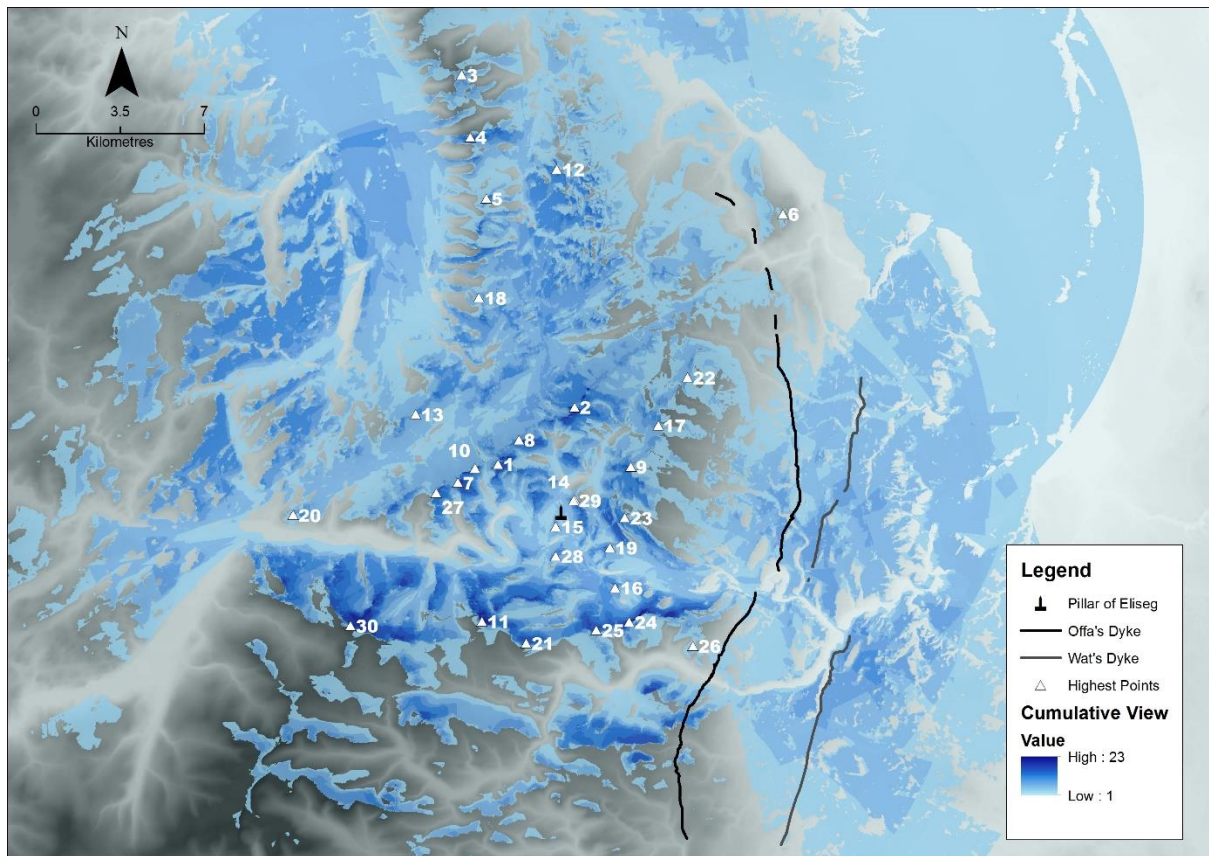 N
0 3.5 7
Kilometres
3
4
12
5
6
18
22
13
2
17
8
10
1
9
7
14
27
29
20
15
23
19
28
16
30
11
24
25
21
26
Legend
Pillar of Eliseg
Offa's Dyke
Wat's Dyke
Highest Points
Cumulative View
Value
High : 23
Low : 1